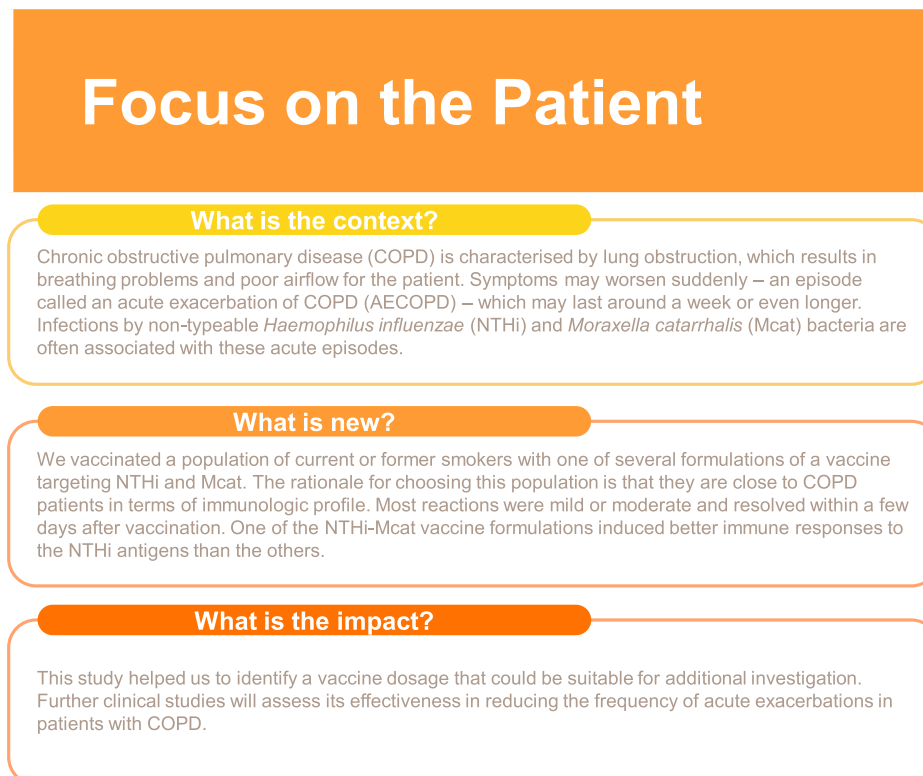 Focus on the Patient
What is the context?
Chronic obstructive pulmonary disease (COPD) is characterised by lung obstruction, which results in
breathing problems and poor airflow for the patient. Symptoms may worsen suddenly – an episode
called an acute exacerbation of COPD (AECOPD) – which may last around a week or even longer.
Infections by non-typeable Haemophilus influenzae (NTHi) and Moraxella catarrhalis (Mcat) bacteria are
often associated with these acute episodes.
What is new?
We vaccinated a population of current or former smokers with one of several formulations of a vaccine
targeting NTHi and Mcat. The rationale for choosing this population is that they are close to COPD
patients in terms of immunologic profile. Most reactions were mild or moderate and resolved within a few
days after vaccination. One of the NTHi-Mcat vaccine formulations induced better immune responses to
the NTHi antigens than the others.
What is the impact?
This study helped us to identify a vaccine dosage that could be suitable for additional investigation.
Further clinical studies will assess its effectiveness in reducing the frequency of acute exacerbations in
patients with COPD.